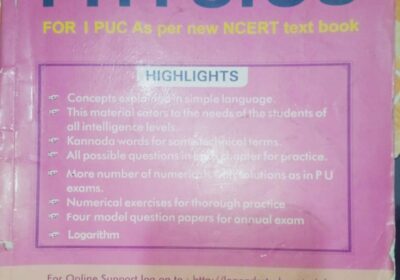 PHYSICS
FOR I PUC As per new NCERT text book
HIGHLIGHTS
Concepts explained in simple language.
This material caters to the needs of the students of
all intelligence levels.
Kannada words for some technical terms.
All possible questions in each chapter for practice.
More number of numericals with solutions as in P U
exams.
Numerical exercises for thorough practice
Four model question papers for annual exam
Logarithm
For Online Support log on to : http://